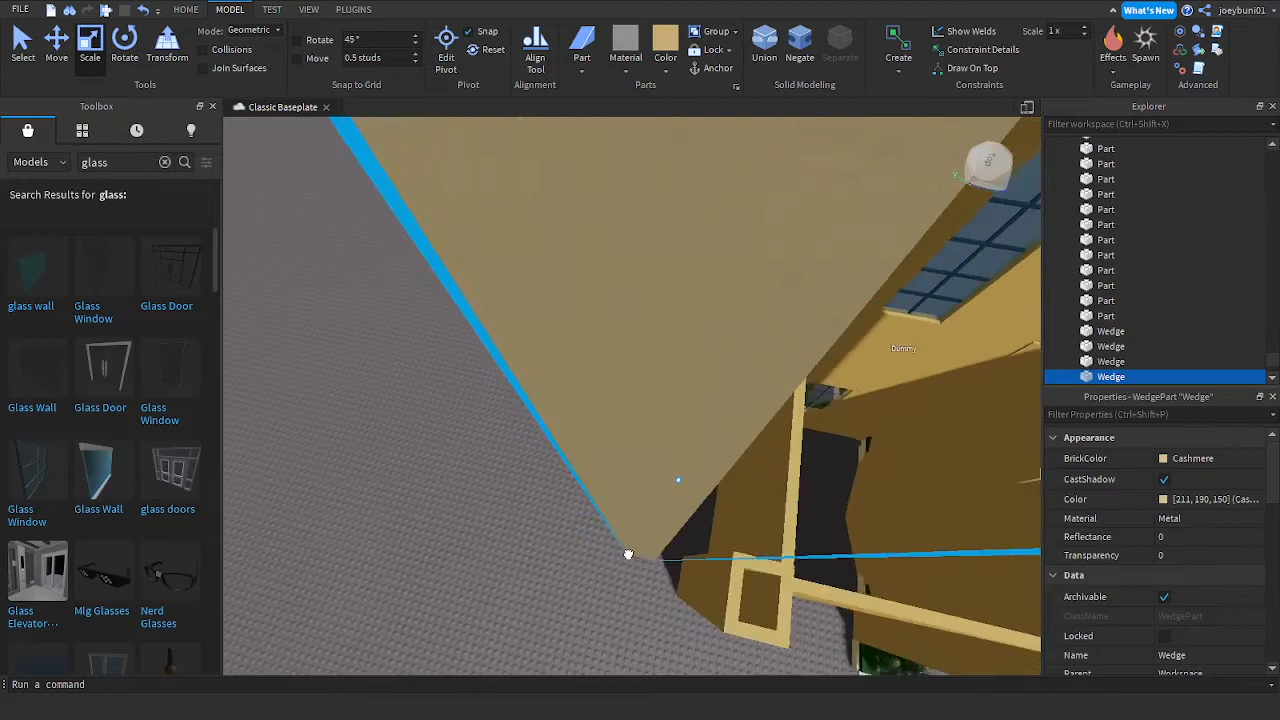 FILE
HOME MODEL TEST VIEW PLUGINS
What's New
joeybuni01
Select Move Scale Rotate Transform
Mode: Geometric
Collisions
Join Surfaces
Tools
Rotate 45°
Move 0.5 studs
Snap to Grid
Edit Pivot
Snap
Reset
Pivot
Align Tool
Alignment
Part Material Color
Group
Lock
Anchor
Parts
Union Negate Separate
Solid Modeling
Create
Show Welds
Scale 1 x
Constraint Details
Draw On Top
Constraints
Effects Spawn
Gameplay
Advanced
Toolbox
Models
glass
Search Results for glass:
glass wall
Glass Window
Glass Door
Glass Wall
Glass Door
Glass Window
Glass Window
Glass Wall
glass doors
Glass Elevator...
Mlg Glasses
Nerd Glasses
Classic Baseplate
top
Y
Dummy
Explorer
Filter workspace (Ctrl+Shift+X)
Part
Part
Part
Part
Part
Part
Part
Part
Part
Part
Part
Part
Wedge
Wedge
Wedge
Wedge
Properties - WedgePart "Wedge"
Filter Properties (Ctrl+Shift+P)
Appearance
BrickColor Cashmere
CastShadow
Color [211, 190, 150] (Cas...
Material Metal
Reflectance 0
Transparency 0
Data
Archivable
ClassName WedgePart
Locked
Name Wedge
Parent Workspace
Run a command